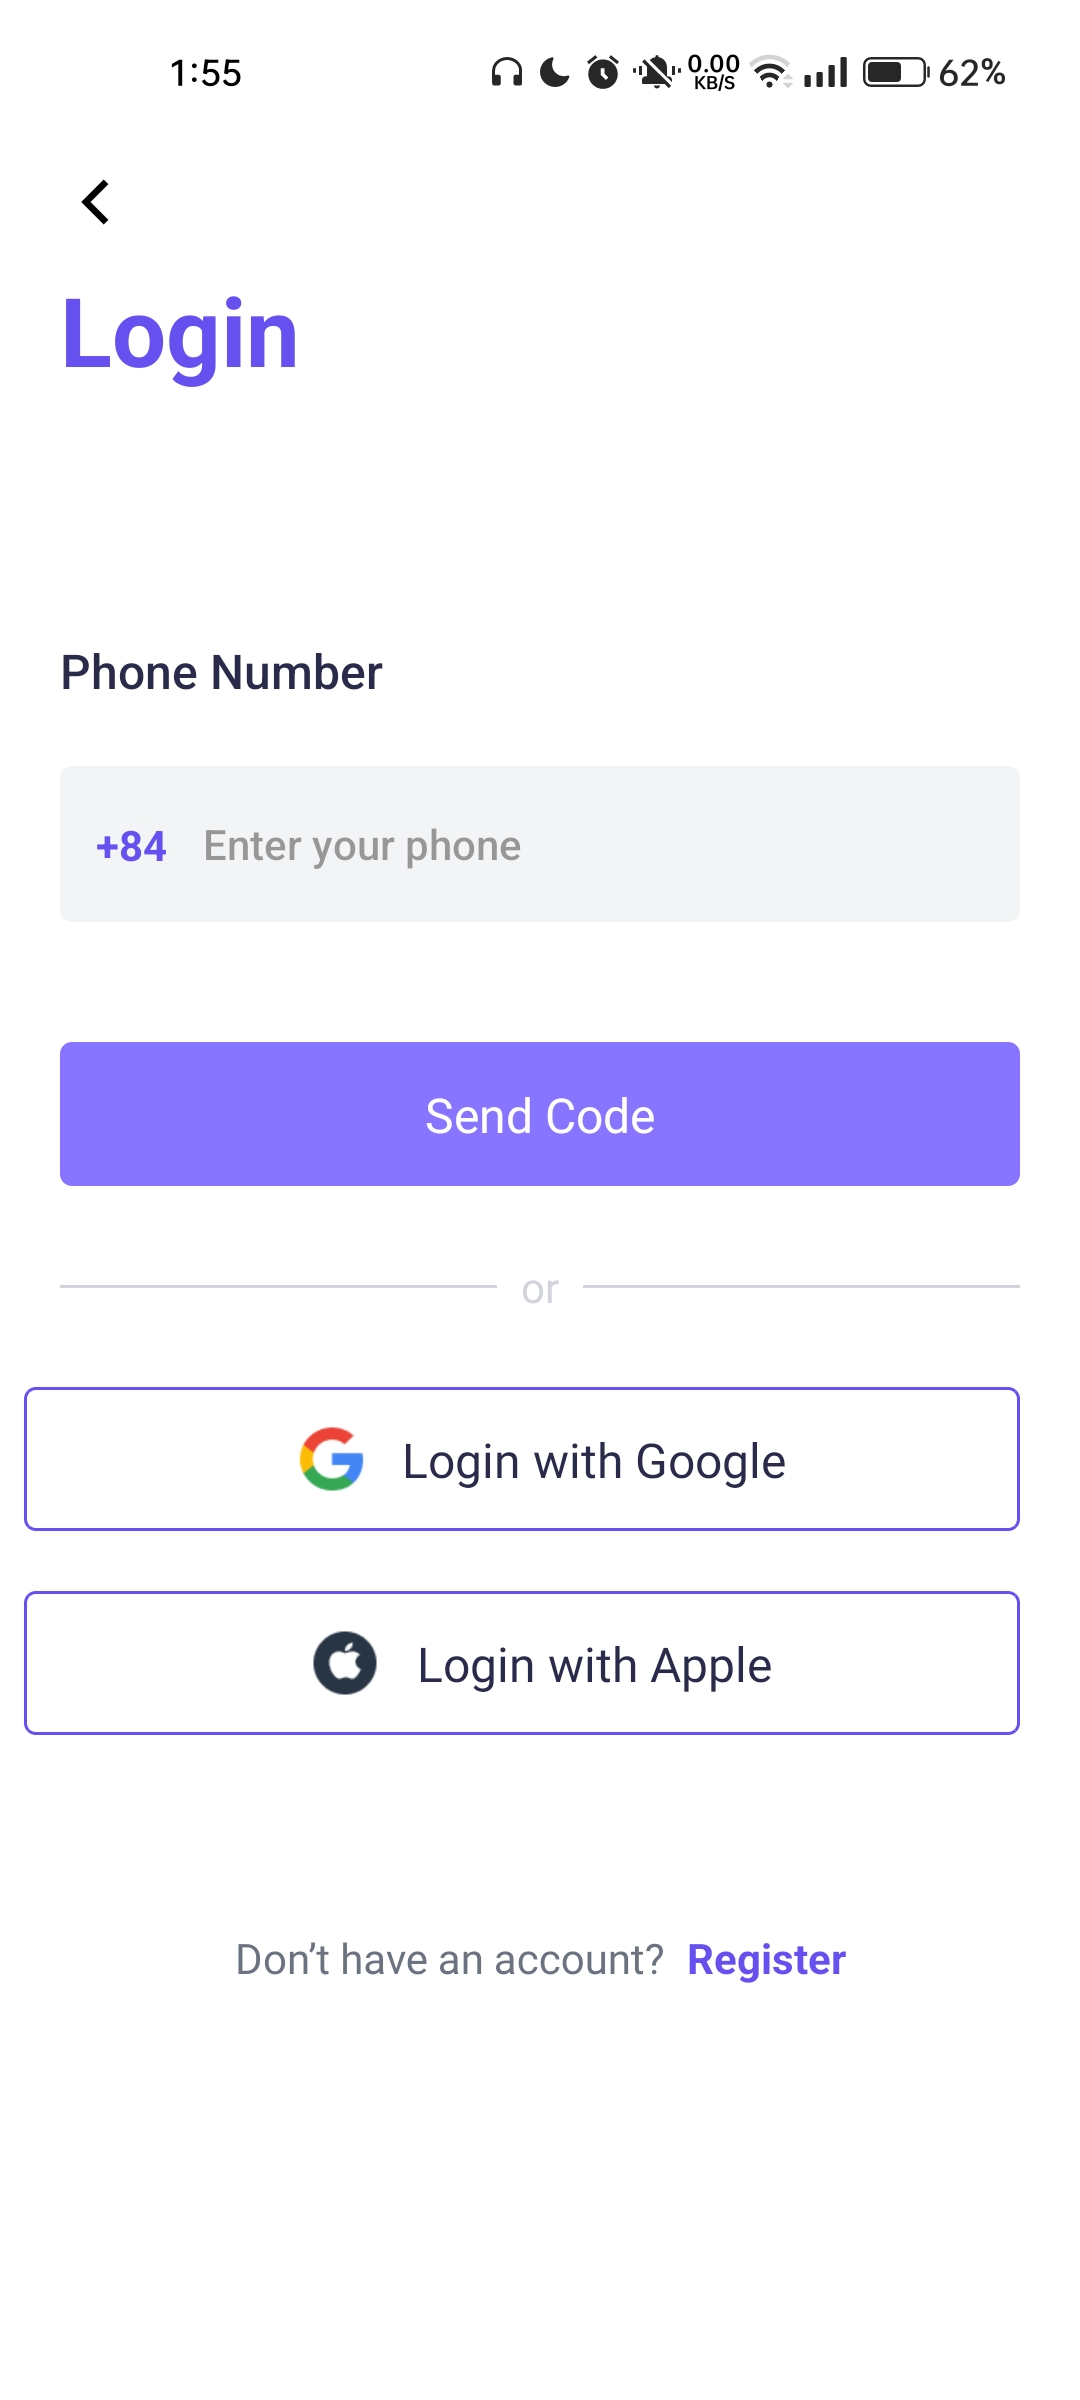 1:55 0.00 KB/S 62%
Login
Phone Number
+84 Enter your phone
Send Code
or
Login with Google
Login with Apple
Don’t have an account? Register